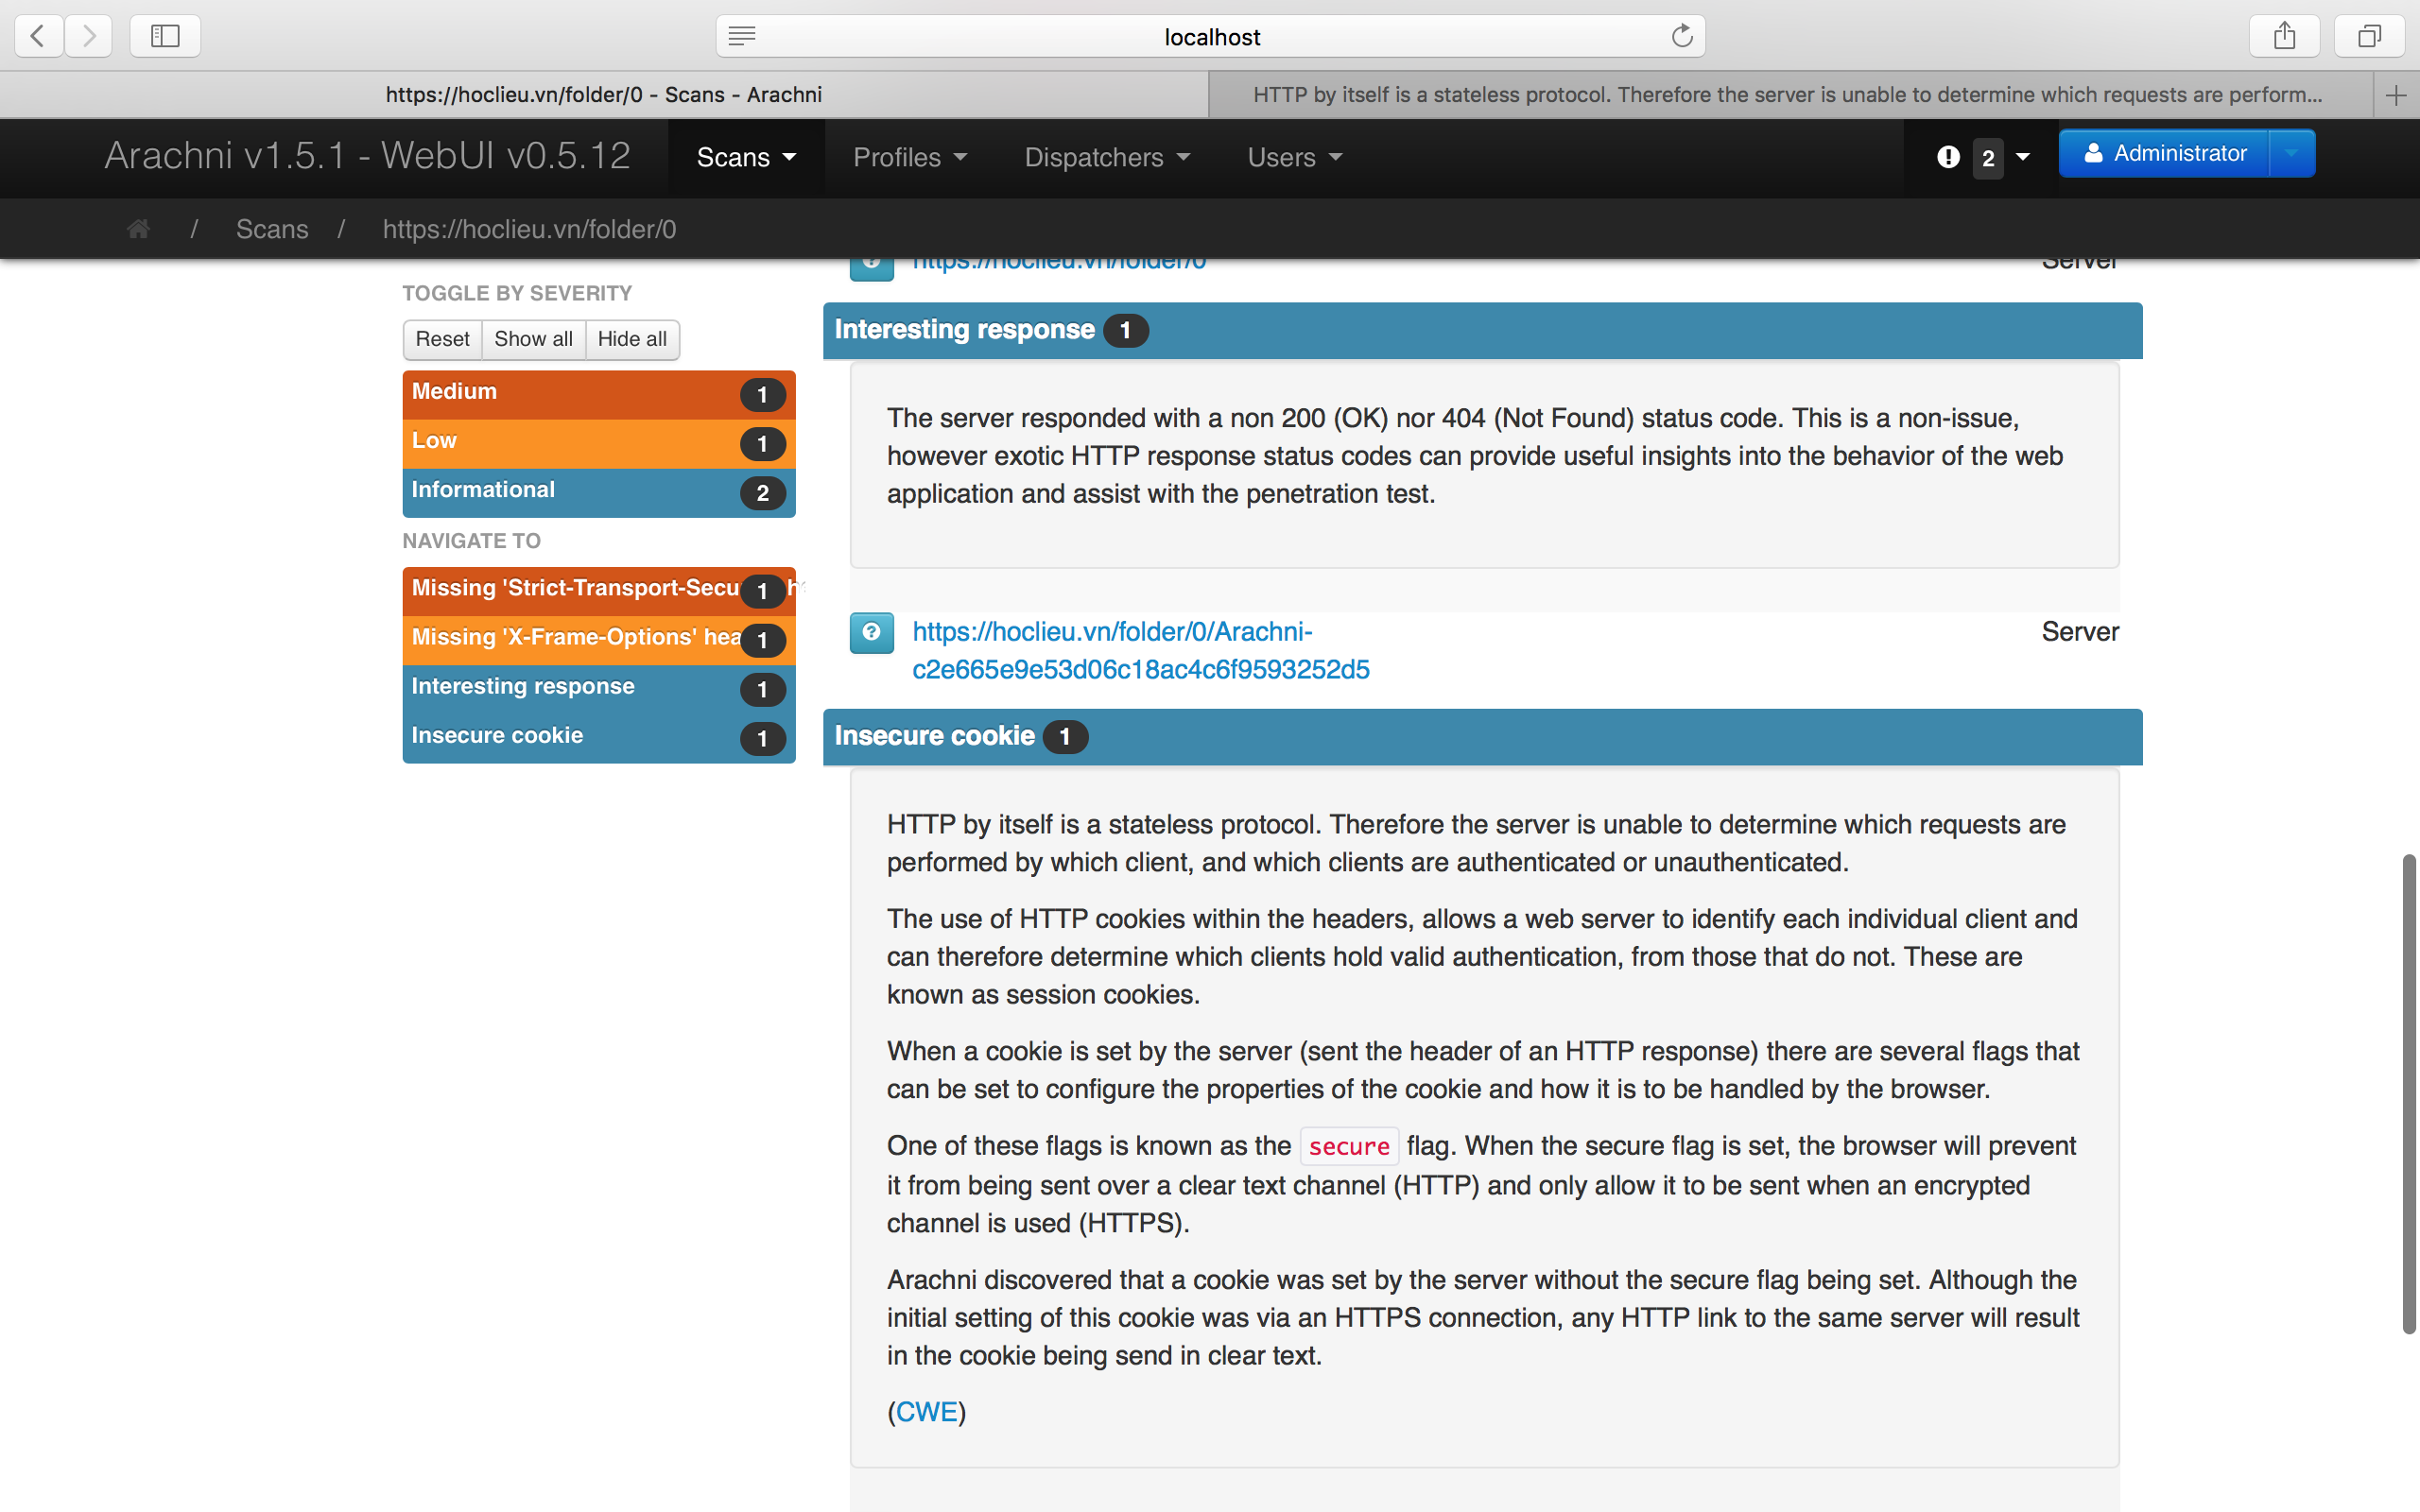 localhost
https://hoclieu.vn/folder/0 - Scans - Arachni
HTTP by itself is a stateless protocol. Therefore the server is unable to determine which requests are perform...
Arachni v1.5.1 - WebUI v0.5.12
Scans
Profiles
Dispatchers
Users
2
Administrator
/ Scans / https://hoclieu.vn/folder/0
https://hoclieu.vn/folder/0
Server
TOGGLE BY SEVERITY
Reset
Show all
Hide all
Medium 1
Low 1
Informational 2
NAVIGATE TO
Missing 'Strict-Transport-Secu 1
Missing 'X-Frame-Options' hea 1
Interesting response 1
Insecure cookie 1
Interesting response 1
The server responded with a non 200 (OK) nor 404 (Not Found) status code. This is a non-issue,
however exotic HTTP response status codes can provide useful insights into the behavior of the web
application and assist with the penetration test.
https://hoclieu.vn/folder/0/Arachni-
c2e665e9e53d06c18ac4c6f9593252d5
Server
Insecure cookie 1
HTTP by itself is a stateless protocol. Therefore the server is unable to determine which requests are
performed by which client, and which clients are authenticated or unauthenticated.
The use of HTTP cookies within the headers, allows a web server to identify each individual client and
can therefore determine which clients hold valid authentication, from those that do not. These are
known as session cookies.
When a cookie is set by the server (sent the header of an HTTP response) there are several flags that
can be set to configure the properties of the cookie and how it is to be handled by the browser.
One of these flags is known as the secure flag. When the secure flag is set, the browser will prevent
it from being sent over a clear text channel (HTTP) and only allow it to be sent when an encrypted
channel is used (HTTPS).
Arachni discovered that a cookie was set by the server without the secure flag being set. Although the
initial setting of this cookie was via an HTTPS connection, any HTTP link to the same server will result
in the cookie being send in clear text.
(CWE)